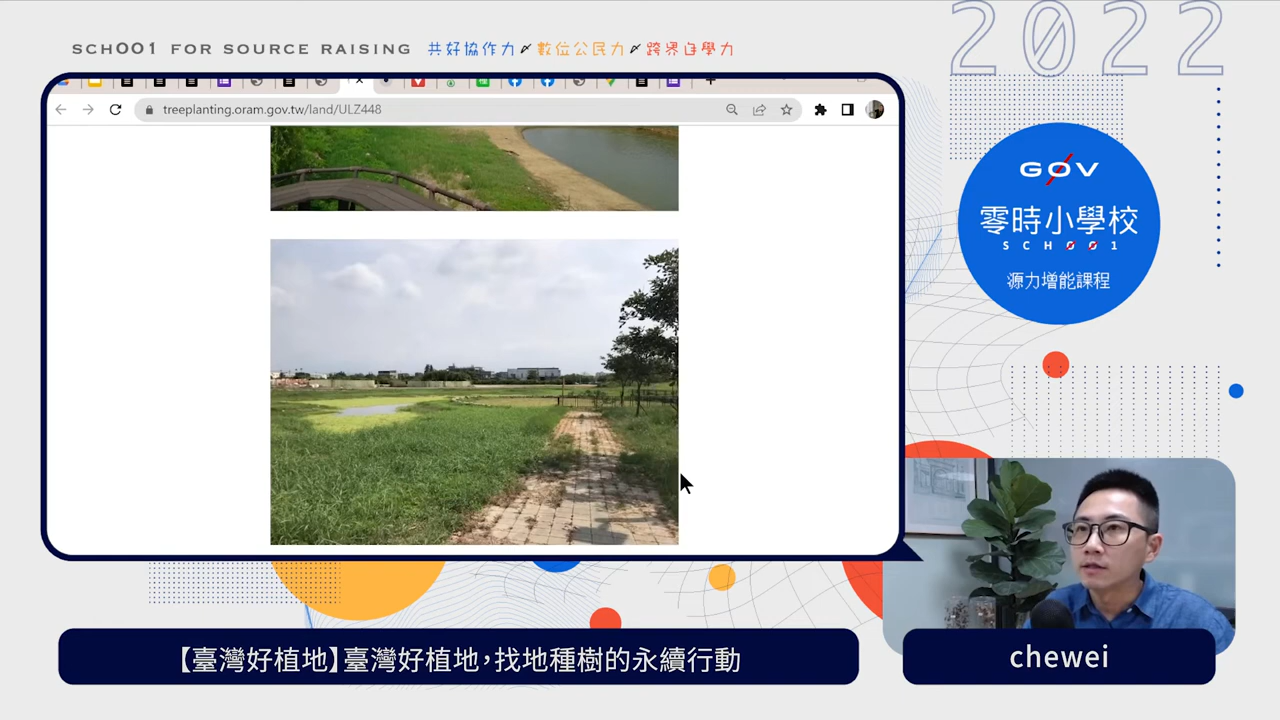 SCHOO1 FOR SOURCE RAISING 共好協作力 數位公民力 跨界自學力
2022
treeplanting.oram.gov.tw/land/ULZ448
GOV
零時小學校
SCHOO1
源力增能課程
【臺灣好植地】臺灣好植地,找地種樹的永續行動
chewei